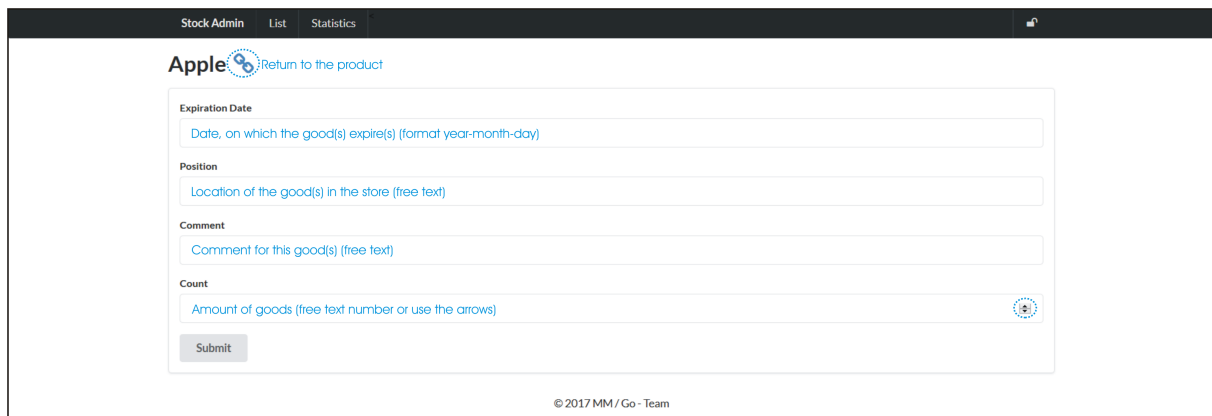 Stock Admin List Statistics
Apple Return to the product
Expiration Date
Date, on which the good(s) expire(s) (format year-month-day)
Position
Location of the good(s) in the store (free text)
Comment
Comment for this good(s) (free text)
Count
Amount of goods (free text number or use the arrows)
Submit
© 2017 MM / Go - Team